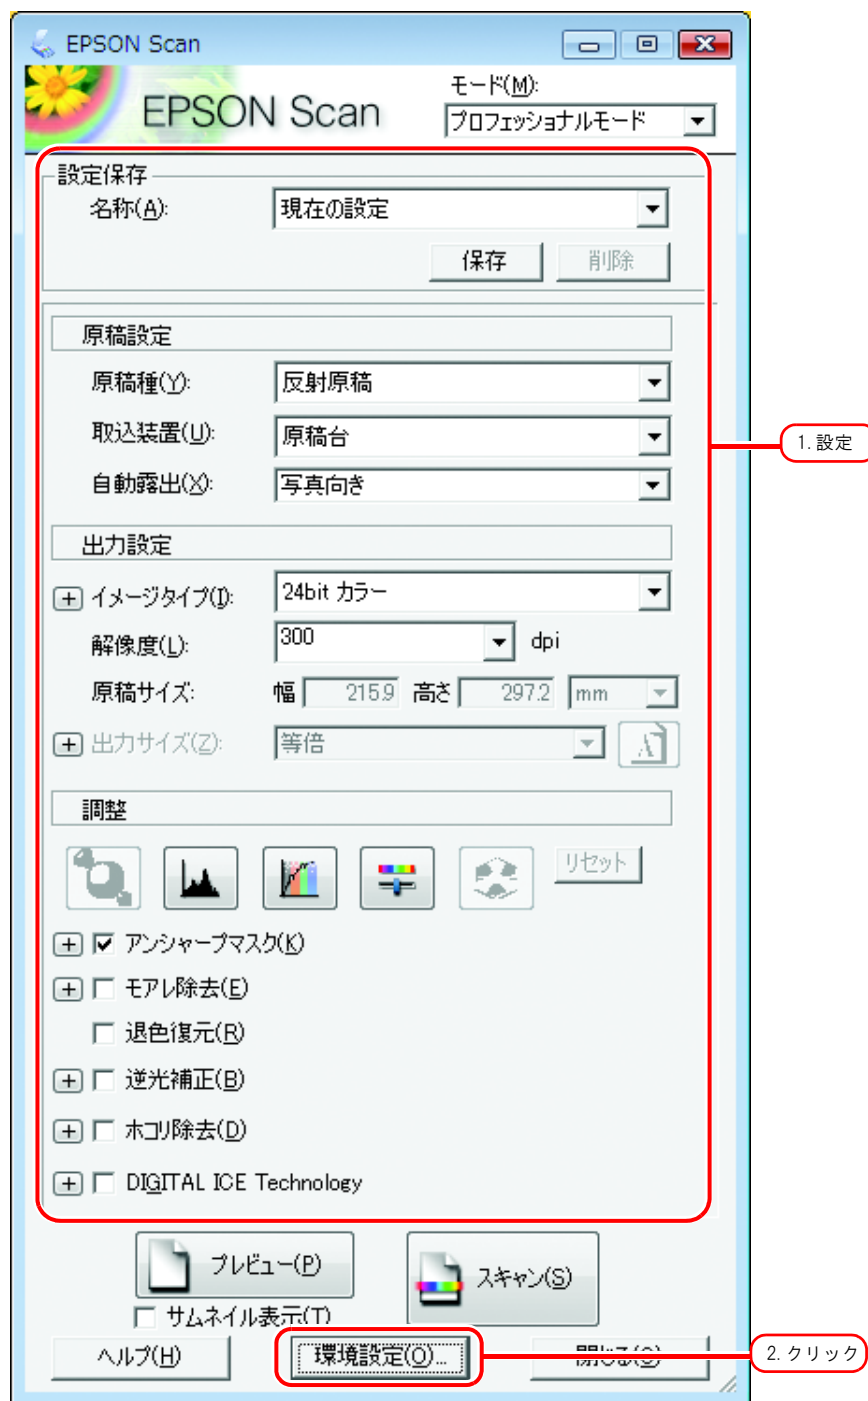 EPSON Scan
EPSON Scan
モード(M):
プロフェッショナルモード
設定保存
名称(A):
現在の設定
保存
削除
原稿設定
原稿種(Y):
反射原稿
取込装置(U):
原稿台
自動露出(X):
写真向き
1. 設定
出力設定
イメージタイプ(I):
24bit カラー
解像度(L):
300
dpi
原稿サイズ:
幅 215.9 高さ 297.2 mm
出力サイズ(Z):
等倍
A
調整
リセット
アンシャープマスク(K)
モアレ除去(E)
退色復元(R)
逆光補正(B)
ホコリ除去(D)
DIGITAL ICE Technology
プレビュー(P)
スキャン(S)
サムネイル表示(T)
ヘルプ(H)
環境設定(O)...
閉じる(C)
2. クリック